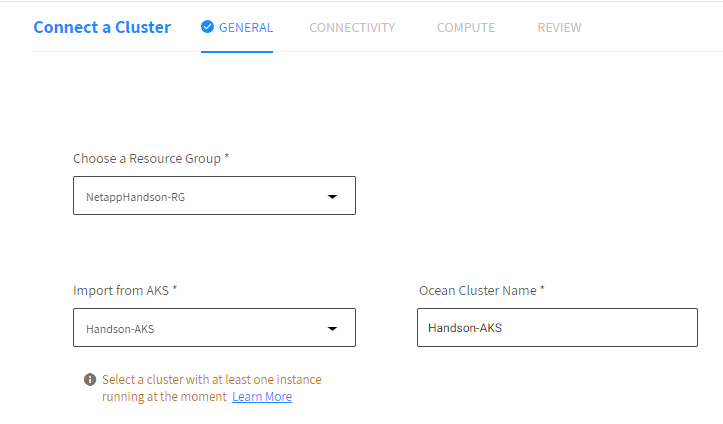 Connect a Cluster GENERAL CONNECTIVITY COMPUTE REVIEW
Choose a Resource Group *
NetappHandson-RG
Import from AKS *
Handson-AKS
Ocean Cluster Name *
Handson-AKS
Select a cluster with at least one instance
running at the moment Learn More